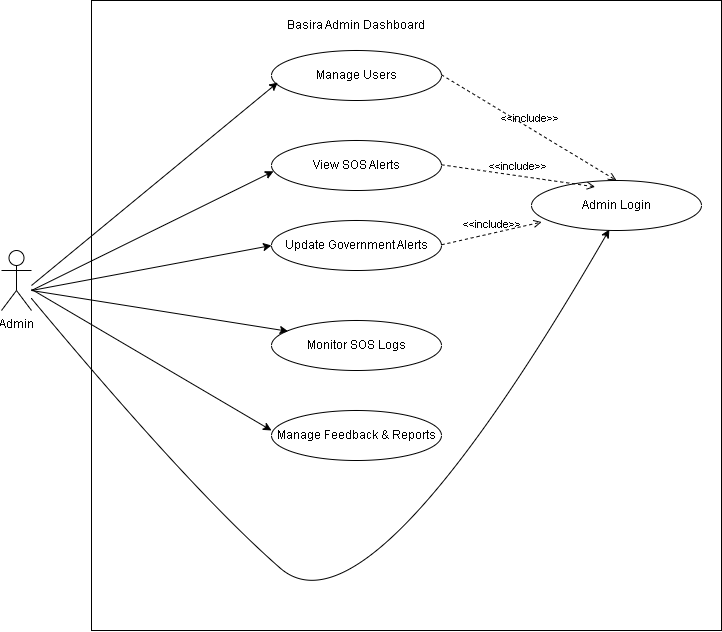 Basira Admin Dashboard
Manage Users
<<include>>
View SOS Alerts
<<include>>
Admin Login
Update Government Alerts
<<include>>
Admin
Monitor SOS Logs
Manage Feedback & Reports